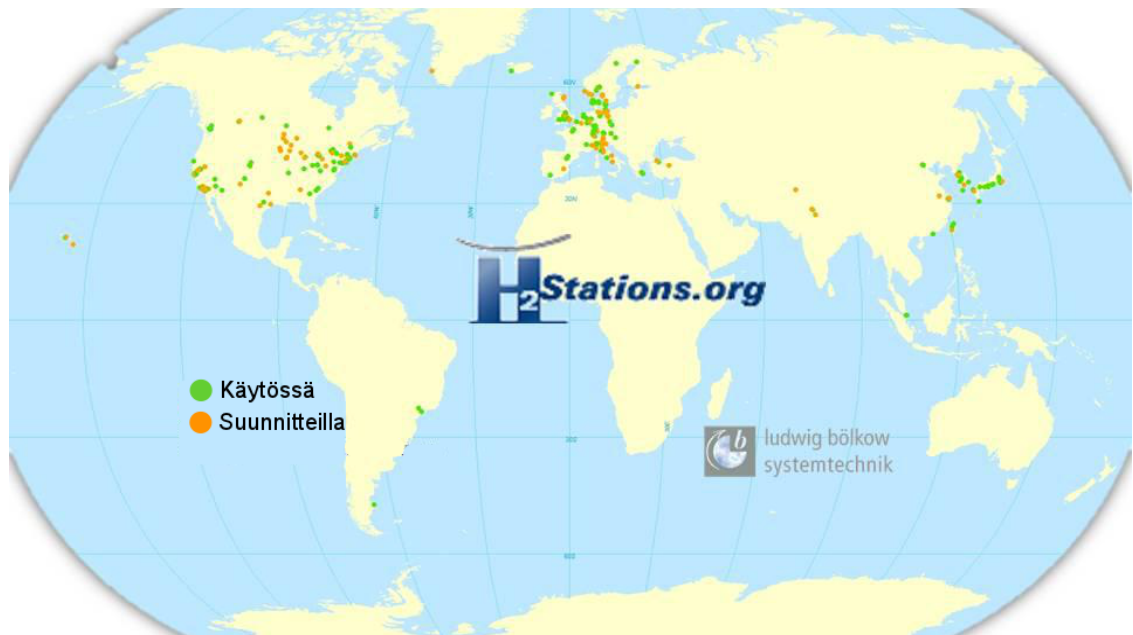 H2Stations.org
Käytössä
Suunnitteilla
ludwig bölkow
systemtechnik